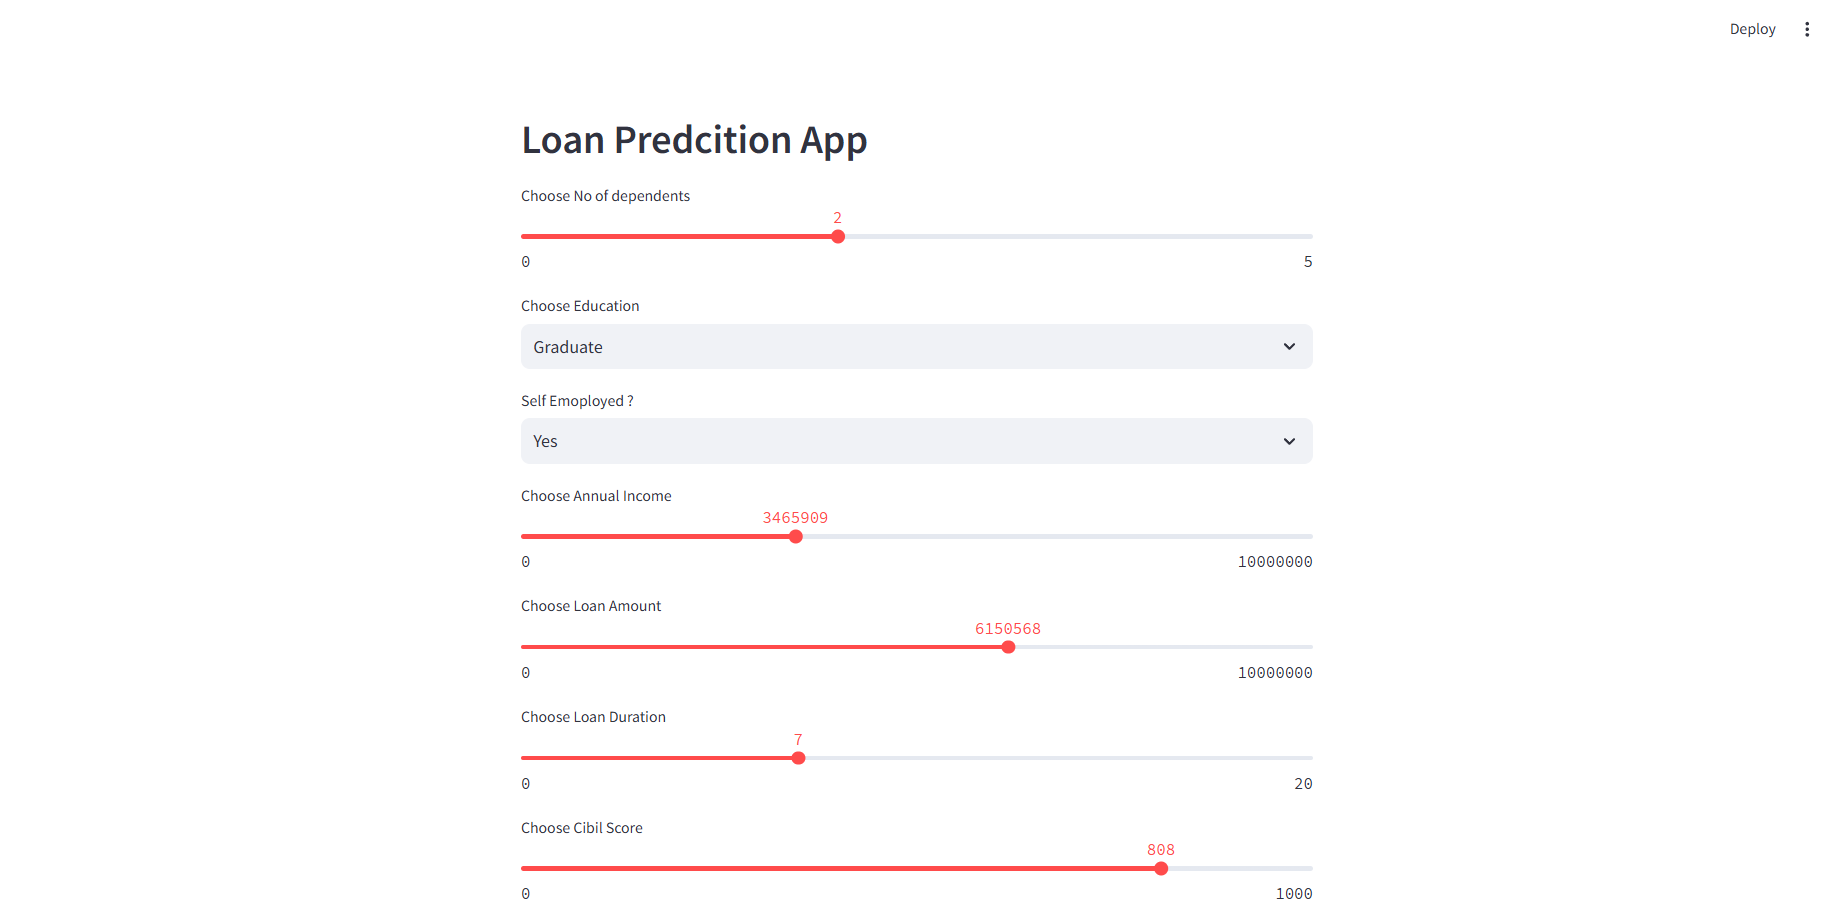 Deploy
Loan Predcition App
Choose No of dependents
2
0 5
Choose Education
Graduate
Self Emoployed ?
Yes
Choose Annual Income
3465909
0 10000000
Choose Loan Amount
6150568
0 10000000
Choose Loan Duration
7
0 20
Choose Cibil Score
808
0 1000